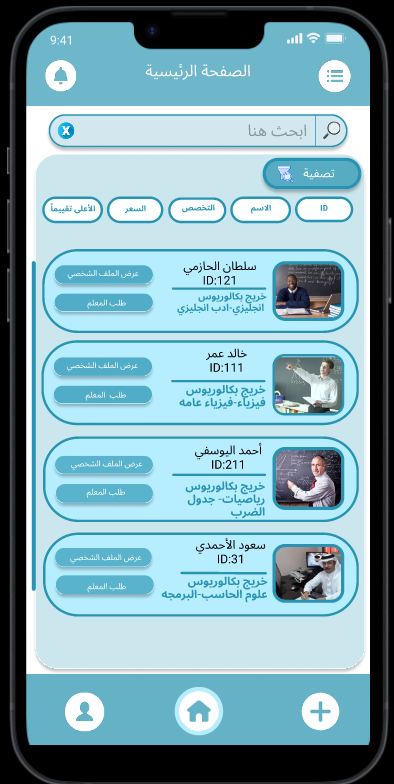 9:41
الصفحة الرئيسية
ابحث هنا
X
تصفية
ID
الاسم
التخصص
السعر
الأعلى تقييماً
سلطان الحازمي
ID:121
خريج بكالوريوس
انجليزي-ادب انجليزي
عرض الملف الشخصي
طلب المعلم
خالد عمر
ID:111
خريج بكالوريوس
فيزياء-فيزياء عامه
عرض الملف الشخصي
طلب المعلم
أحمد اليوسفي
ID:211
خريج بكالوريوس
رياضيات- جدول
الضرب
عرض الملف الشخصي
طلب المعلم
سعود الأحمدي
ID:31
خريج بكالوريوس
علوم الحاسب-البرمجه
عرض الملف الشخصي
طلب المعلم